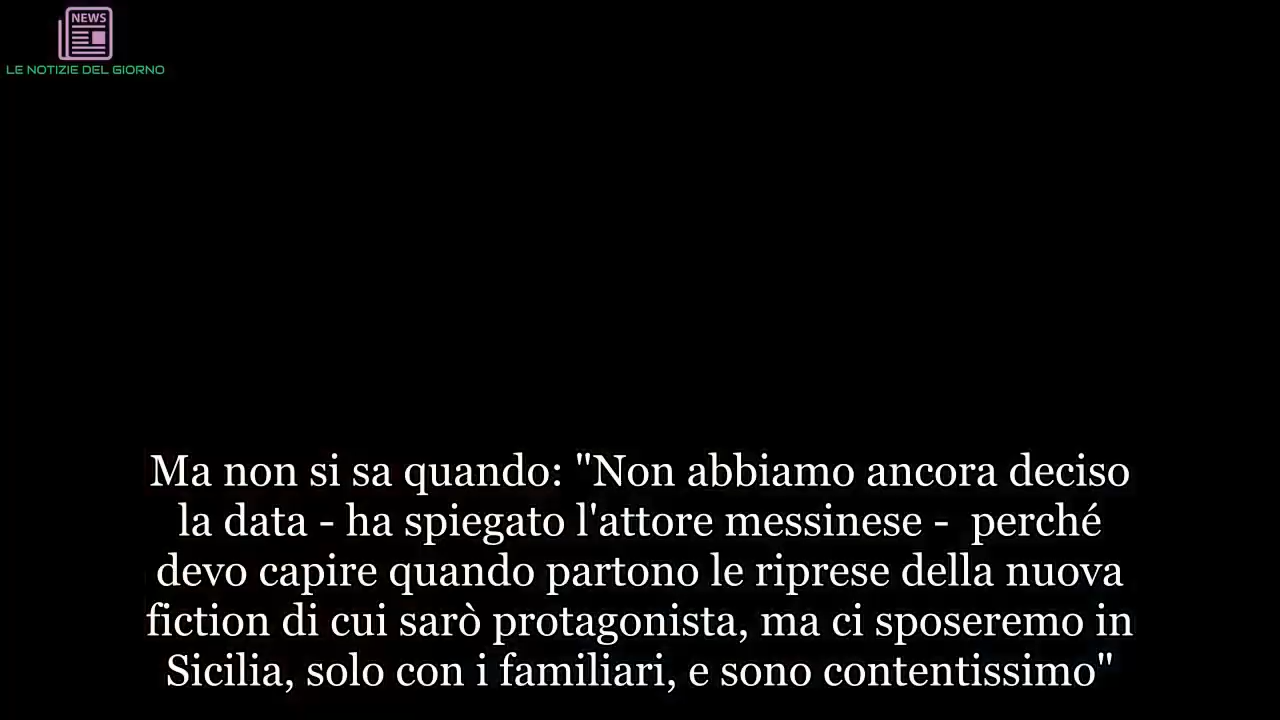 NEWS
LE NOTIZIE DEL GIORNO
Ma non si sa quando: "Non abbiamo ancora deciso
la data - ha spiegato l'attore messinese -  perché
devo capire quando partono le riprese della nuova
fiction di cui sarò protagonista, ma ci sposeremo in
Sicilia, solo con i familiari, e sono contentissimo"